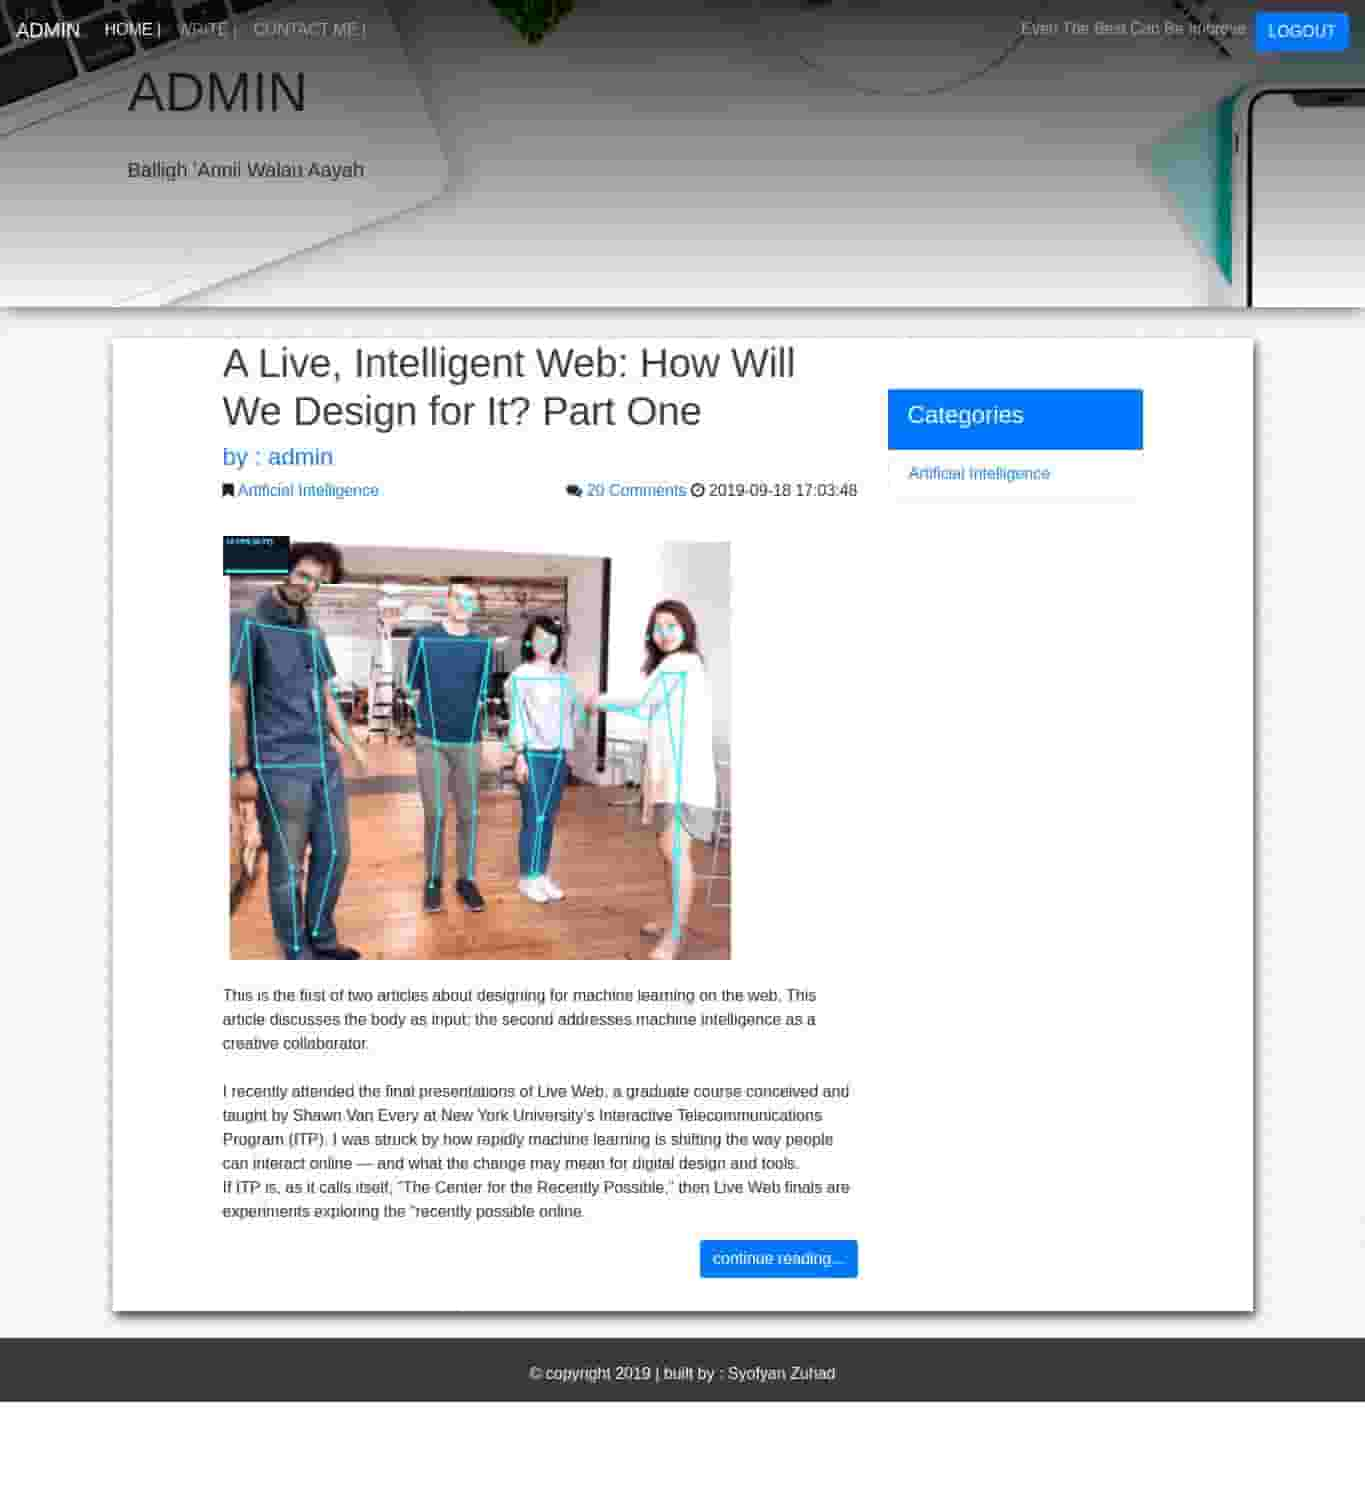 ADMIN HOME | WRITE | CONTACT ME | Even The Best Can Be Improve LOGOUT
ADMIN
Balligh 'Annii Walau Aayah
A Live, Intelligent Web: How Will
We Design for It? Part One
by : admin
Artificial Intelligence 20 Comments 2019-09-18 17:03:48
Categories
Artificial Intelligence
This is the first of two articles about designing for machine learning on the web. This
article discusses the body as input; the second addresses machine intelligence as a
creative collaborator.
I recently attended the final presentations of Live Web, a graduate course conceived and
taught by Shawn Van Every at New York University's Interactive Telecommunications
Program (ITP). I was struck by how rapidly machine learning is shifting the way people
can interact online — and what the change may mean for digital design and tools.
If ITP is, as it calls itself, "The Center for the Recently Possible," then Live Web finals are
experiments exploring the "recently possible online.
continue reading...
© copyright 2019 | built by : Syofyan Zuhad